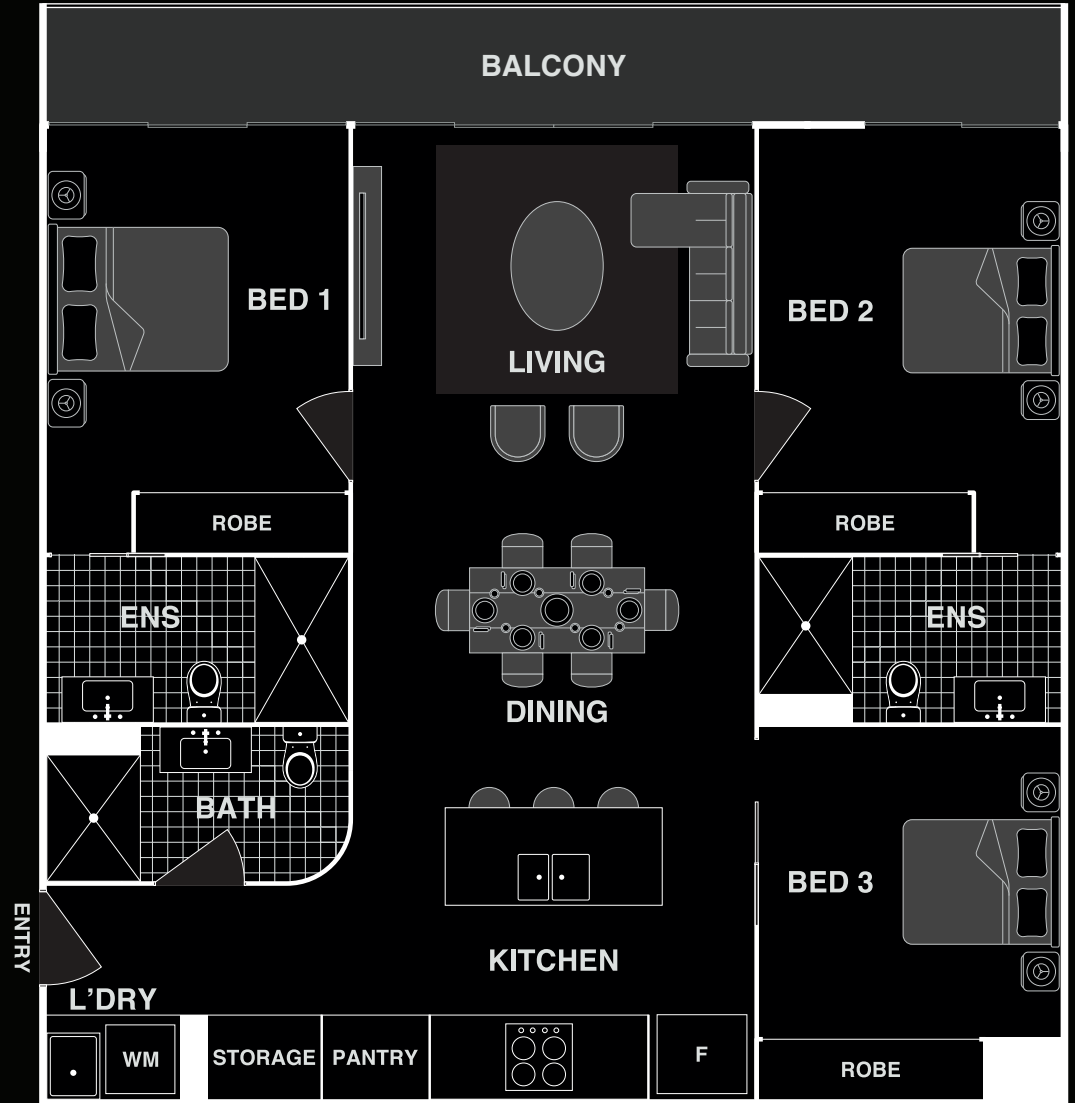 BALCONY
BED 1
LIVING
BED 2
ROBE
ROBE
ENS
ENS
DINING
BATH
BED 3
ENTRY
KITCHEN
L'DRY
WM
STORAGE
PANTRY
F
ROBE